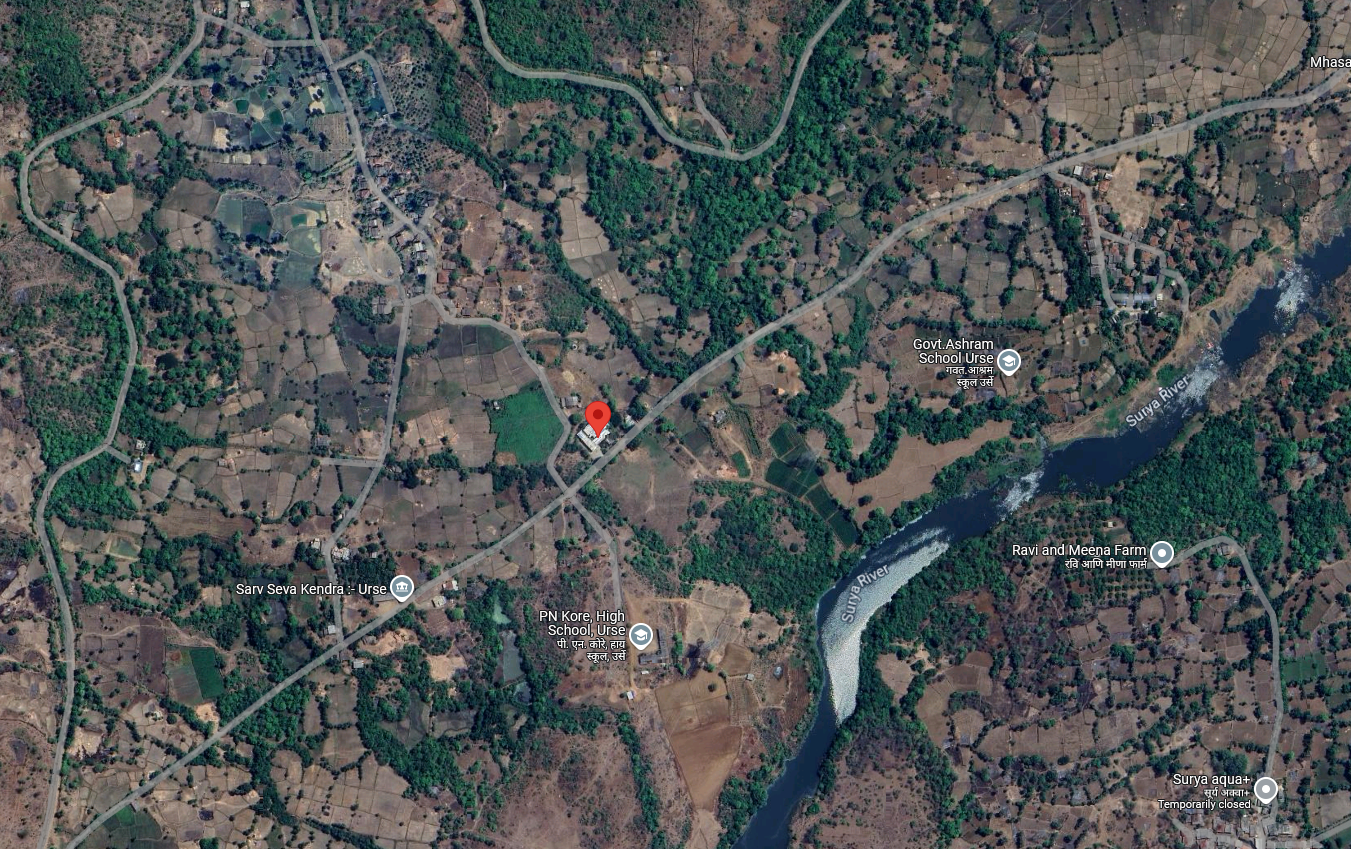 Mhasa
Govt.Ashram
School Urse
गवत.आश्रम
स्कूल उर्से
Surya River
Ravi and Meena Farm
रवि आणि मीणा फार्म
Surya River
Sarv Seva Kendra :- Urse
PN Kore, High
School, Urse
पी. एन. कोरे, हाय
स्कूल, उर्से
Surya aqua+
सूर्य अक्वा+
Temporarily closed